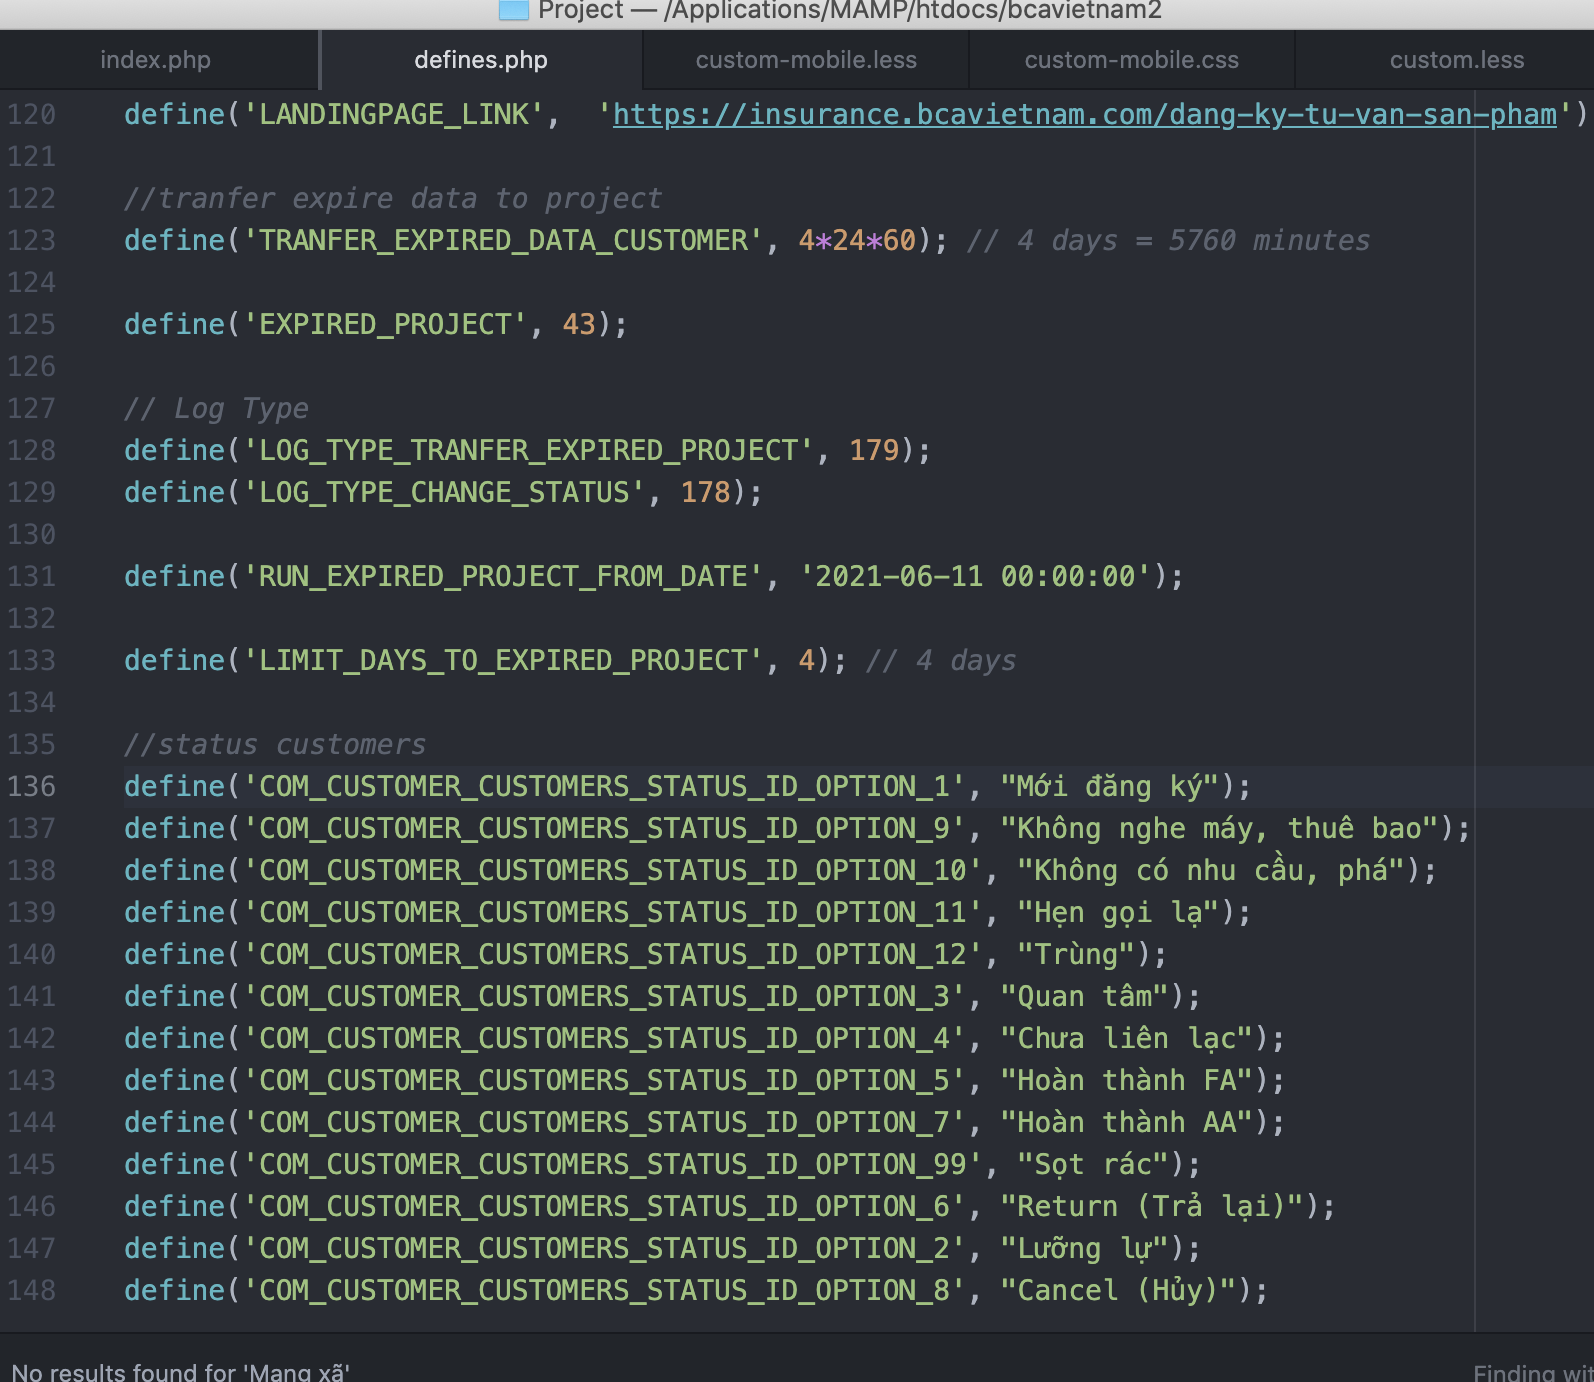 Project — /Applications/MAMP/htdocs/bcavietnam2
index.php defines.php custom-mobile.less custom-mobile.css custom.less
120 define('LANDINGPAGE_LINK', 'https://insurance.bcavietnam.com/dang-ky-tu-van-san-pham')
121
122 //tranfer expire data to project
123 define('TRANFER_EXPIRED_DATA_CUSTOMER', 4*24*60); // 4 days = 5760 minutes
124
125 define('EXPIRED_PROJECT', 43);
126
127 // Log Type
128 define('LOG_TYPE_TRANFER_EXPIRED_PROJECT', 179);
129 define('LOG_TYPE_CHANGE_STATUS', 178);
130
131 define('RUN_EXPIRED_PROJECT_FROM_DATE', '2021-06-11 00:00:00');
132
133 define('LIMIT_DAYS_TO_EXPIRED_PROJECT', 4); // 4 days
134
135 //status customers
136 define('COM_CUSTOMER_CUSTOMERS_STATUS_ID_OPTION_1', "Mới đăng ký");
137 define('COM_CUSTOMER_CUSTOMERS_STATUS_ID_OPTION_9', "Không nghe máy, thuê bao");
138 define('COM_CUSTOMER_CUSTOMERS_STATUS_ID_OPTION_10', "Không có nhu cầu, phá");
139 define('COM_CUSTOMER_CUSTOMERS_STATUS_ID_OPTION_11', "Hẹn gọi lạ");
140 define('COM_CUSTOMER_CUSTOMERS_STATUS_ID_OPTION_12', "Trùng");
141 define('COM_CUSTOMER_CUSTOMERS_STATUS_ID_OPTION_3', "Quan tâm");
142 define('COM_CUSTOMER_CUSTOMERS_STATUS_ID_OPTION_4', "Chưa liên lạc");
143 define('COM_CUSTOMER_CUSTOMERS_STATUS_ID_OPTION_5', "Hoàn thành FA");
144 define('COM_CUSTOMER_CUSTOMERS_STATUS_ID_OPTION_7', "Hoàn thành AA");
145 define('COM_CUSTOMER_CUSTOMERS_STATUS_ID_OPTION_99', "Sọt rác");
146 define('COM_CUSTOMER_CUSTOMERS_STATUS_ID_OPTION_6', "Return (Trả lại)");
147 define('COM_CUSTOMER_CUSTOMERS_STATUS_ID_OPTION_2', "Lưỡng lự");
148 define('COM_CUSTOMER_CUSTOMERS_STATUS_ID_OPTION_8', "Cancel (Hủy)");
No results found for 'Mạng xã' Finding